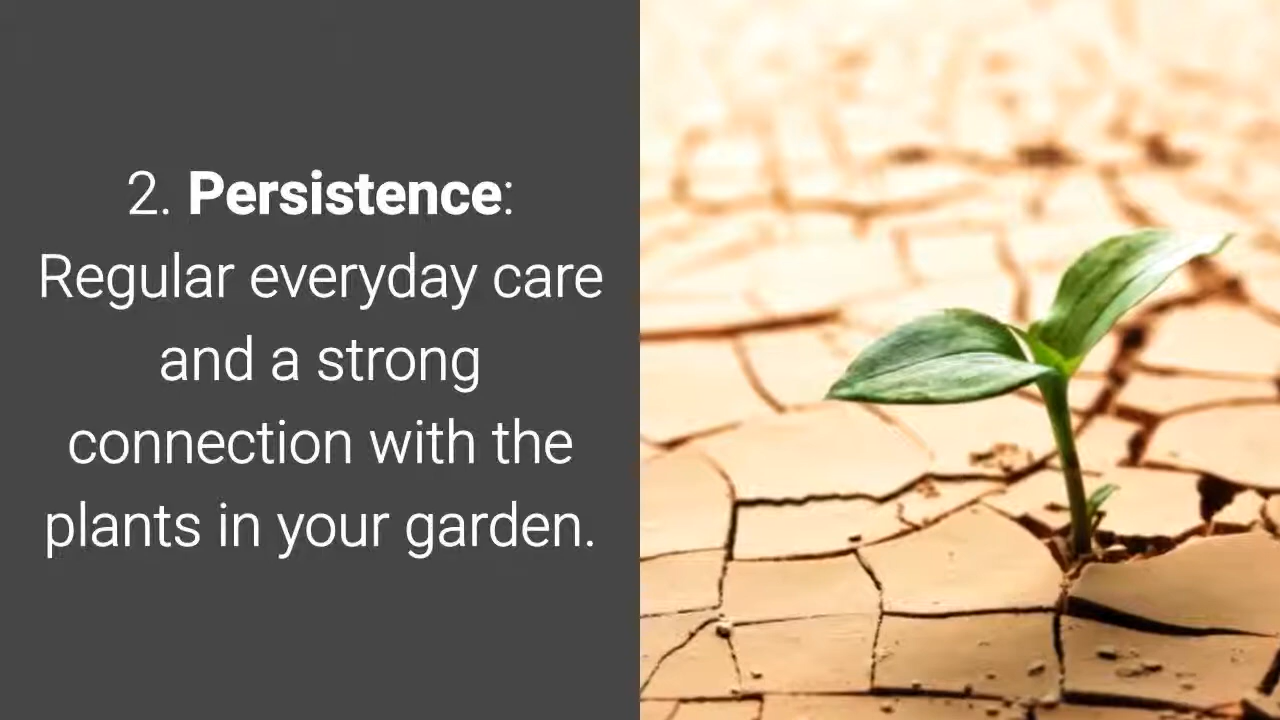 2. Persistence:
Regular everyday care
and a strong
connection with the
plants in your garden.